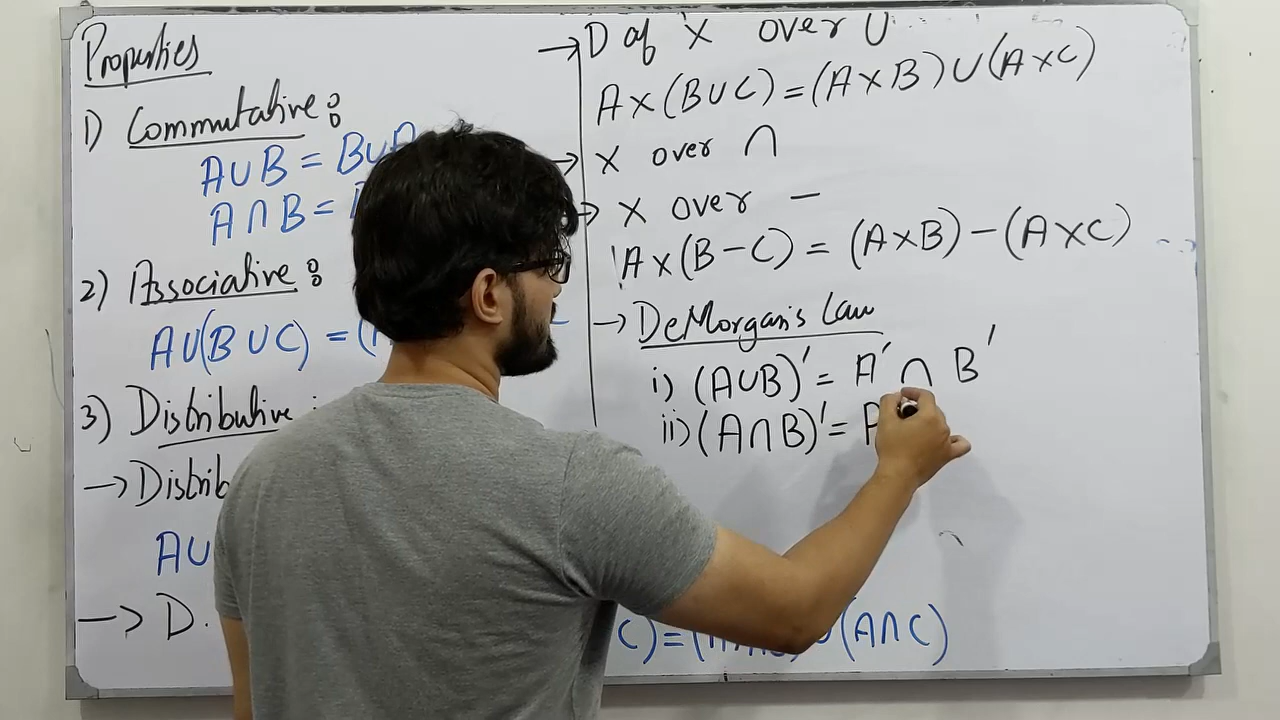 Properties
1) Commutative:
A∪B = B∪A
A∩B =
2) Associative:
A∪(B∪C) = (
3) Distributive :
→ Distrib
A∪
→ D.
→ D of X over ∪
A×(B∪C)=(A×B)∪(A×C)
→ X over ∩
→ X over −
A×(B−C) = (A×B)−(A×C)
→ DeMorgan's Law
i) (A∪B)' = A' ∩ B'
ii) (A∩B)' =
C)=( ∪(A∩C)